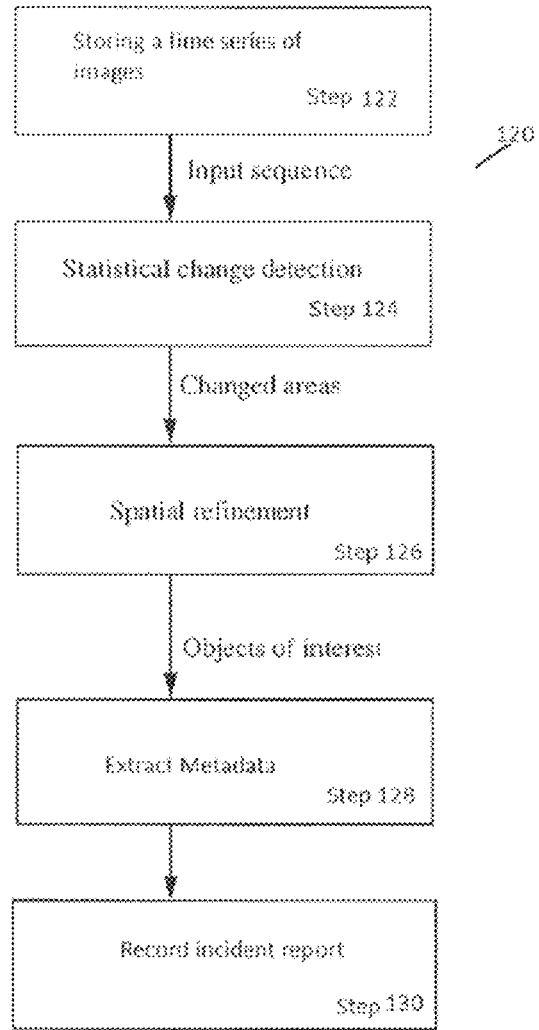 Storing a time series of
images
Step 122
120
Input sequence
Statistical change detection
Step 124
Changed areas
Spatial refinement
Step 126
Objects of interest
Extract Metadata
Step 128
Record incident report
Step 130